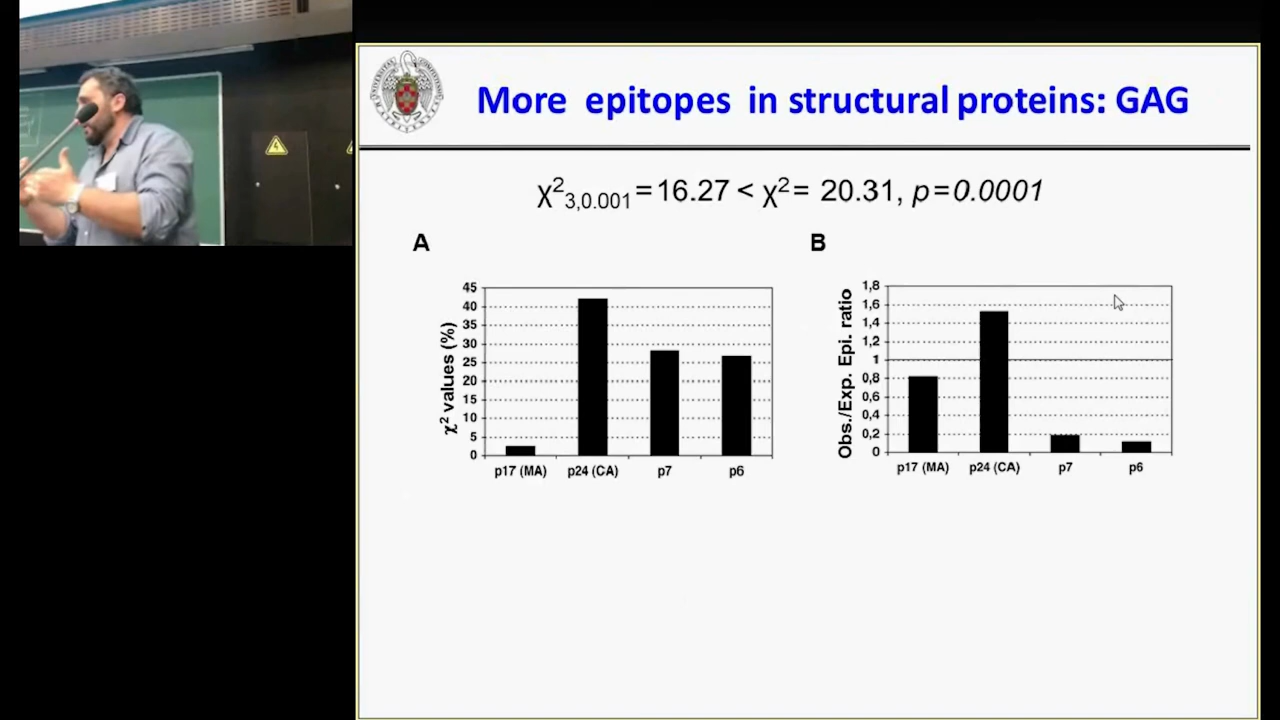 More epitopes in structural proteins: GAG
χ²₃,₀.₀₀₁ = 16.27 < χ² = 20.31, p=0.0001
A
B
χ² values (%)
45
40
35
30
25
20
15
10
5
0
p17 (MA) p24 (CA) p7 p6
Obs./Exp. Epi. ratio
1,8
1,6
1,4
1,2
1
0,8
0,6
0,4
0,2
0
p17 (MA) p24 (CA) p7 p6